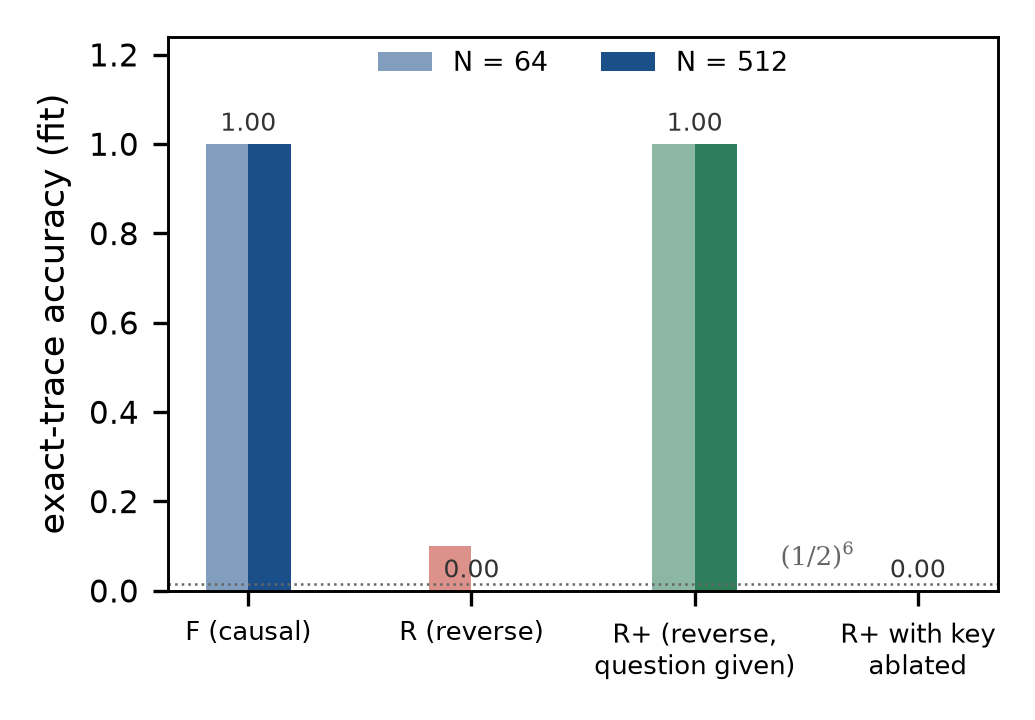 N = 64
N = 512
exact-trace accuracy (fit)
1.2
1.0
0.8
0.6
0.4
0.2
0.0
1.00
0.00
1.00
(1/2)⁶
0.00
F (causal)
R (reverse)
R+ (reverse,
question given)
R+ with key
ablated